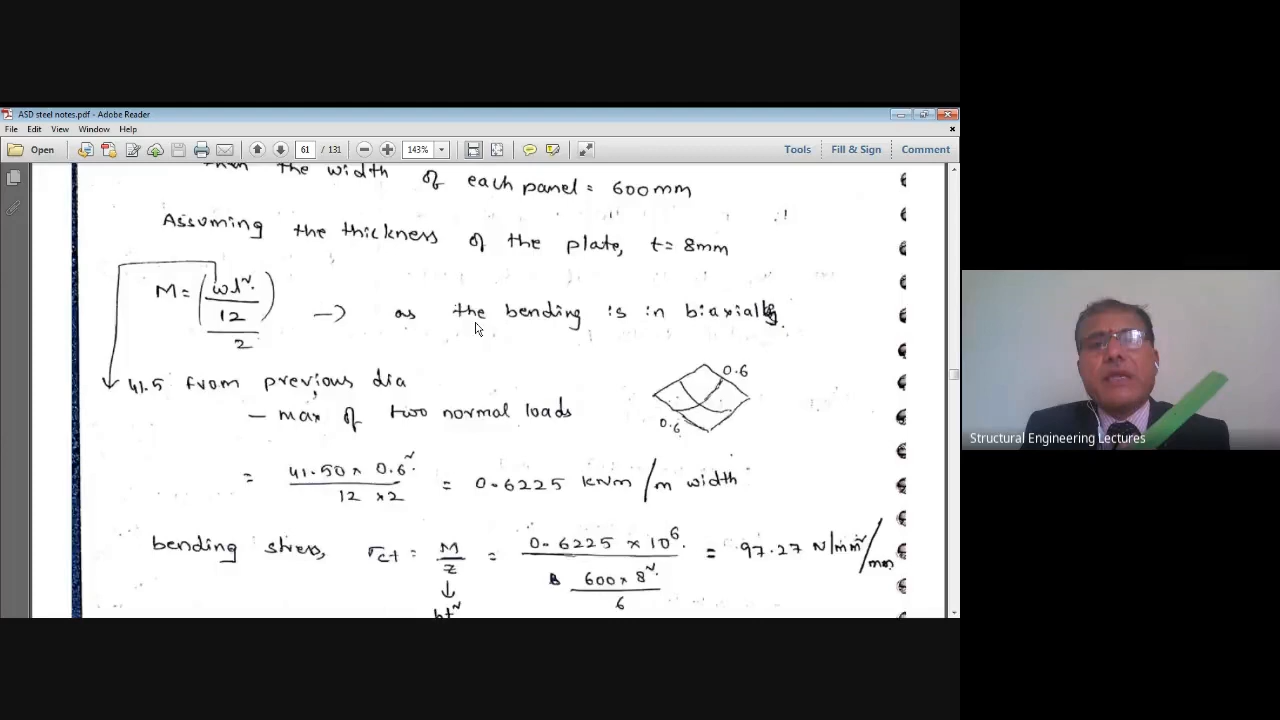 ASD steel notes.pdf - Adobe Reader
File Edit View Window Help
Open 61 / 131 143% Tools Fill & Sign Comment
the width of each panel = 600mm
Assuming the thickness of the plate, t= 8mm
M = (ωl²/12 / 2) → as the bending is in biaxially.
41.5 from previous dia
0.6
- max of two normal loads
0.6
= 41.50 x 0.6² / 12 x2 = 0.6225 kNm/m width
bending stress, σct = M/Z = 0.6225 x 10⁶ / 600 x 8² / 6 = 97.27 N/mm²/mm
bt²
Structural Engineering Lectures